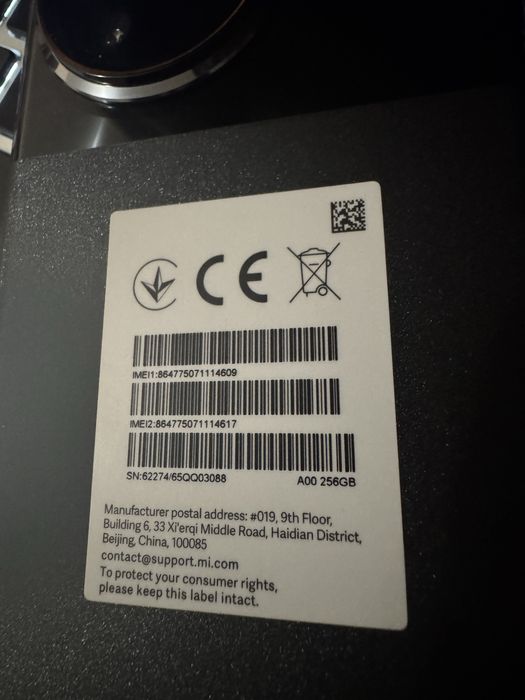 CE
IMEI1:864775071114609
IMEI2:864775071114617
SN:62274/65QQ03088 A00 256GB
Manufacturer postal address: #019, 9th Floor,
Building 6, 33 Xi'erqi Middle Road, Haidian District,
Beijing, China, 100085
contact@support.mi.com
To protect your consumer rights,
please keep this label intact.